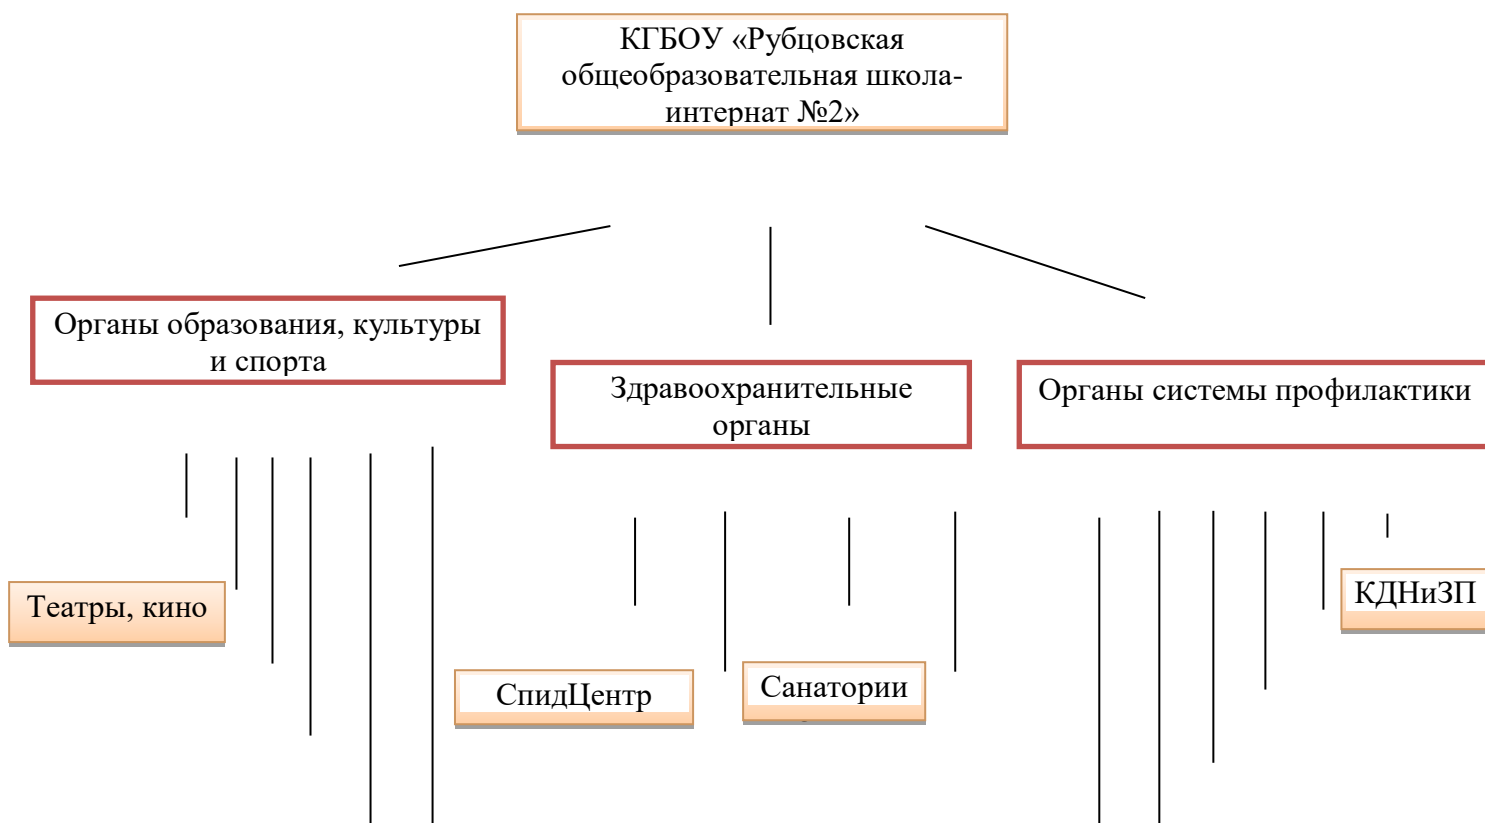 КГБОУ «Рубцовская
общеобразовательная школа-
интернат №2»
Органы образования, культуры
и спорта
Здравоохранительные
органы
Органы системы профилактики
Театры, кино
СпидЦентр
Санатории
КДНиЗП